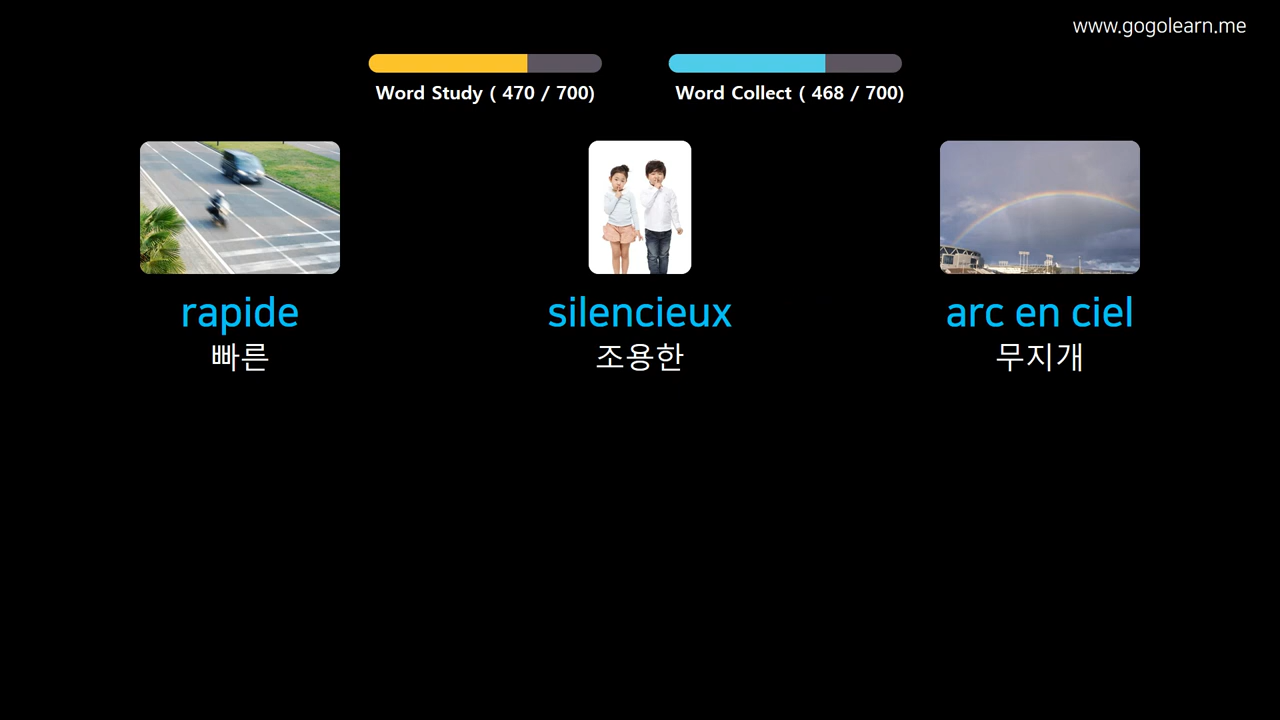 www.gogolearn.me
Word Study ( 470 / 700)
Word Collect ( 468 / 700)
rapide
빠른
silencieux
조용한
arc en ciel
무지개